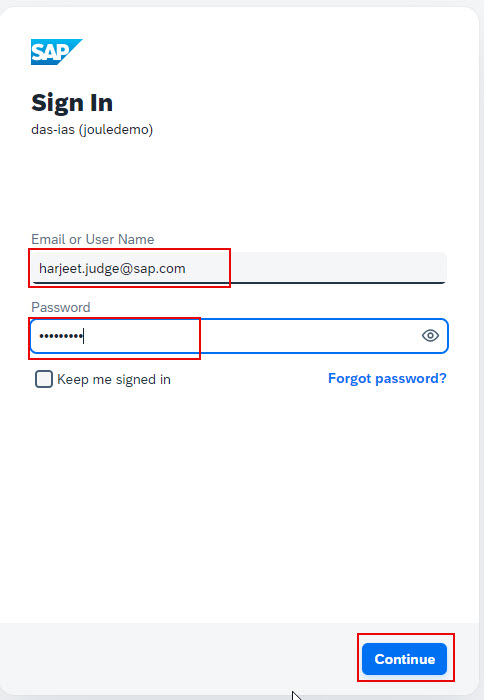 SAP
Sign In
das-ias (jouledemo)
Email or User Name
harjeet.judge@sap.com
Password
•••••••••
Keep me signed in
Forgot password?
Continue